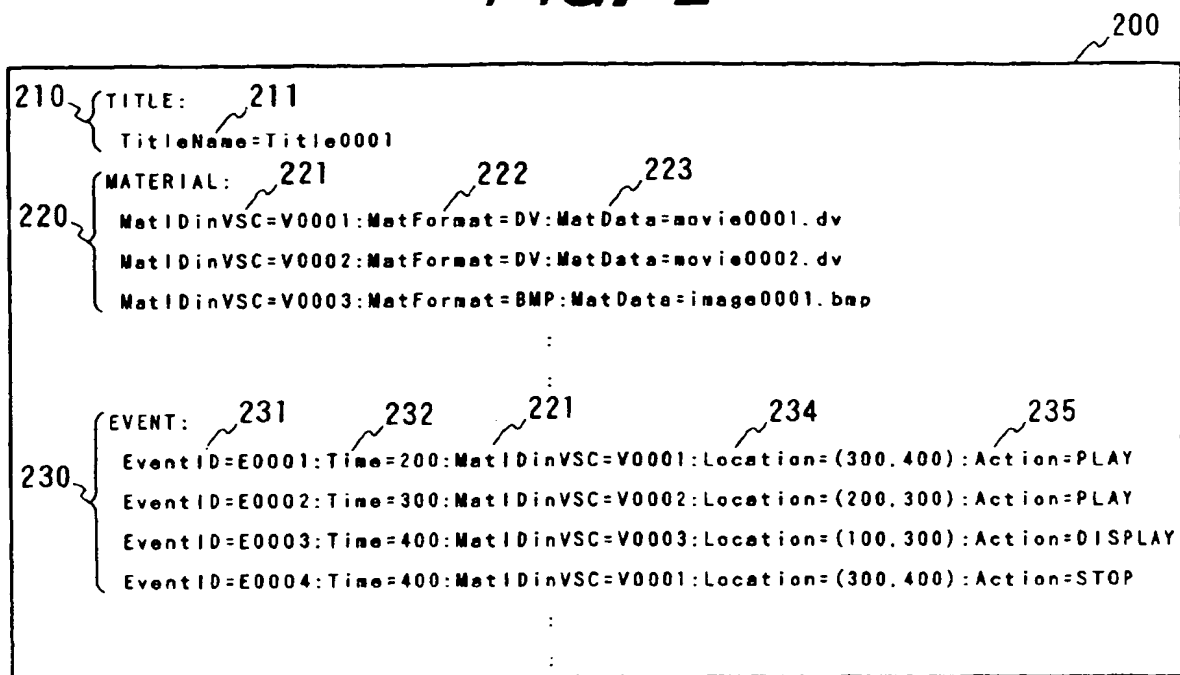 FIG. 2
200
210 TITLE: 211
TitleName=Title0001
MATERIAL: 221 222 223
220 MatIDinVSC=V0001:MatFormat=DV:MatData=movie0001.dv
MatIDinVSC=V0002:MatFormat=DV:MatData=movie0002.dv
MatIDinVSC=V0003:MatFormat=BMP:MatData=image0001.bmp
:
:
EVENT: 231 232 221 234 235
EventID=E0001:Time=200:MatIDinVSC=V0001:Location=(300,400):Action=PLAY
230 EventID=E0002:Time=300:MatIDinVSC=V0002:Location=(200,300):Action=PLAY
EventID=E0003:Time=400:MatIDinVSC=V0003:Location=(100,300):Action=DISPLAY
EventID=E0004:Time=400:MatIDinVSC=V0001:Location=(300,400):Action=STOP
:
: